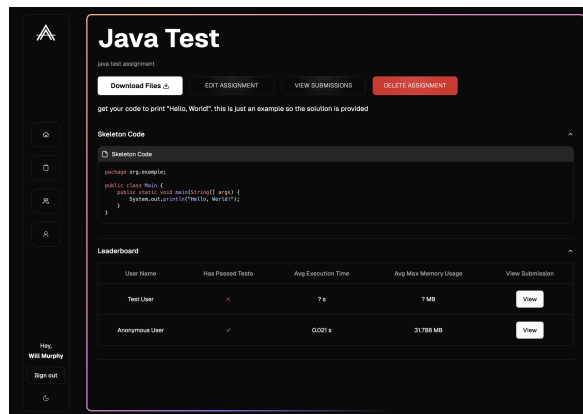 Java Test
java test assignment
Download Files
EDIT ASSIGNMENT
VIEW SUBMISSIONS
DELETE ASSIGNMENT
get your code to print "Hello, World!". this is just an example so the solution is provided
Skeleton Code
Skeleton Code
package org.example;
public class Main {
public static void main(String[] args) {
System.out.println("Hello, World!");
}
}
Leaderboard
User Name Has Passed Tests Avg Execution Time Avg Max Memory Usage View Submission
Test User ✗ ? s ? MB View
Anonymous User ✓ 0.021 s 31.788 MB View
Hey,
Will Murphy
Sign out